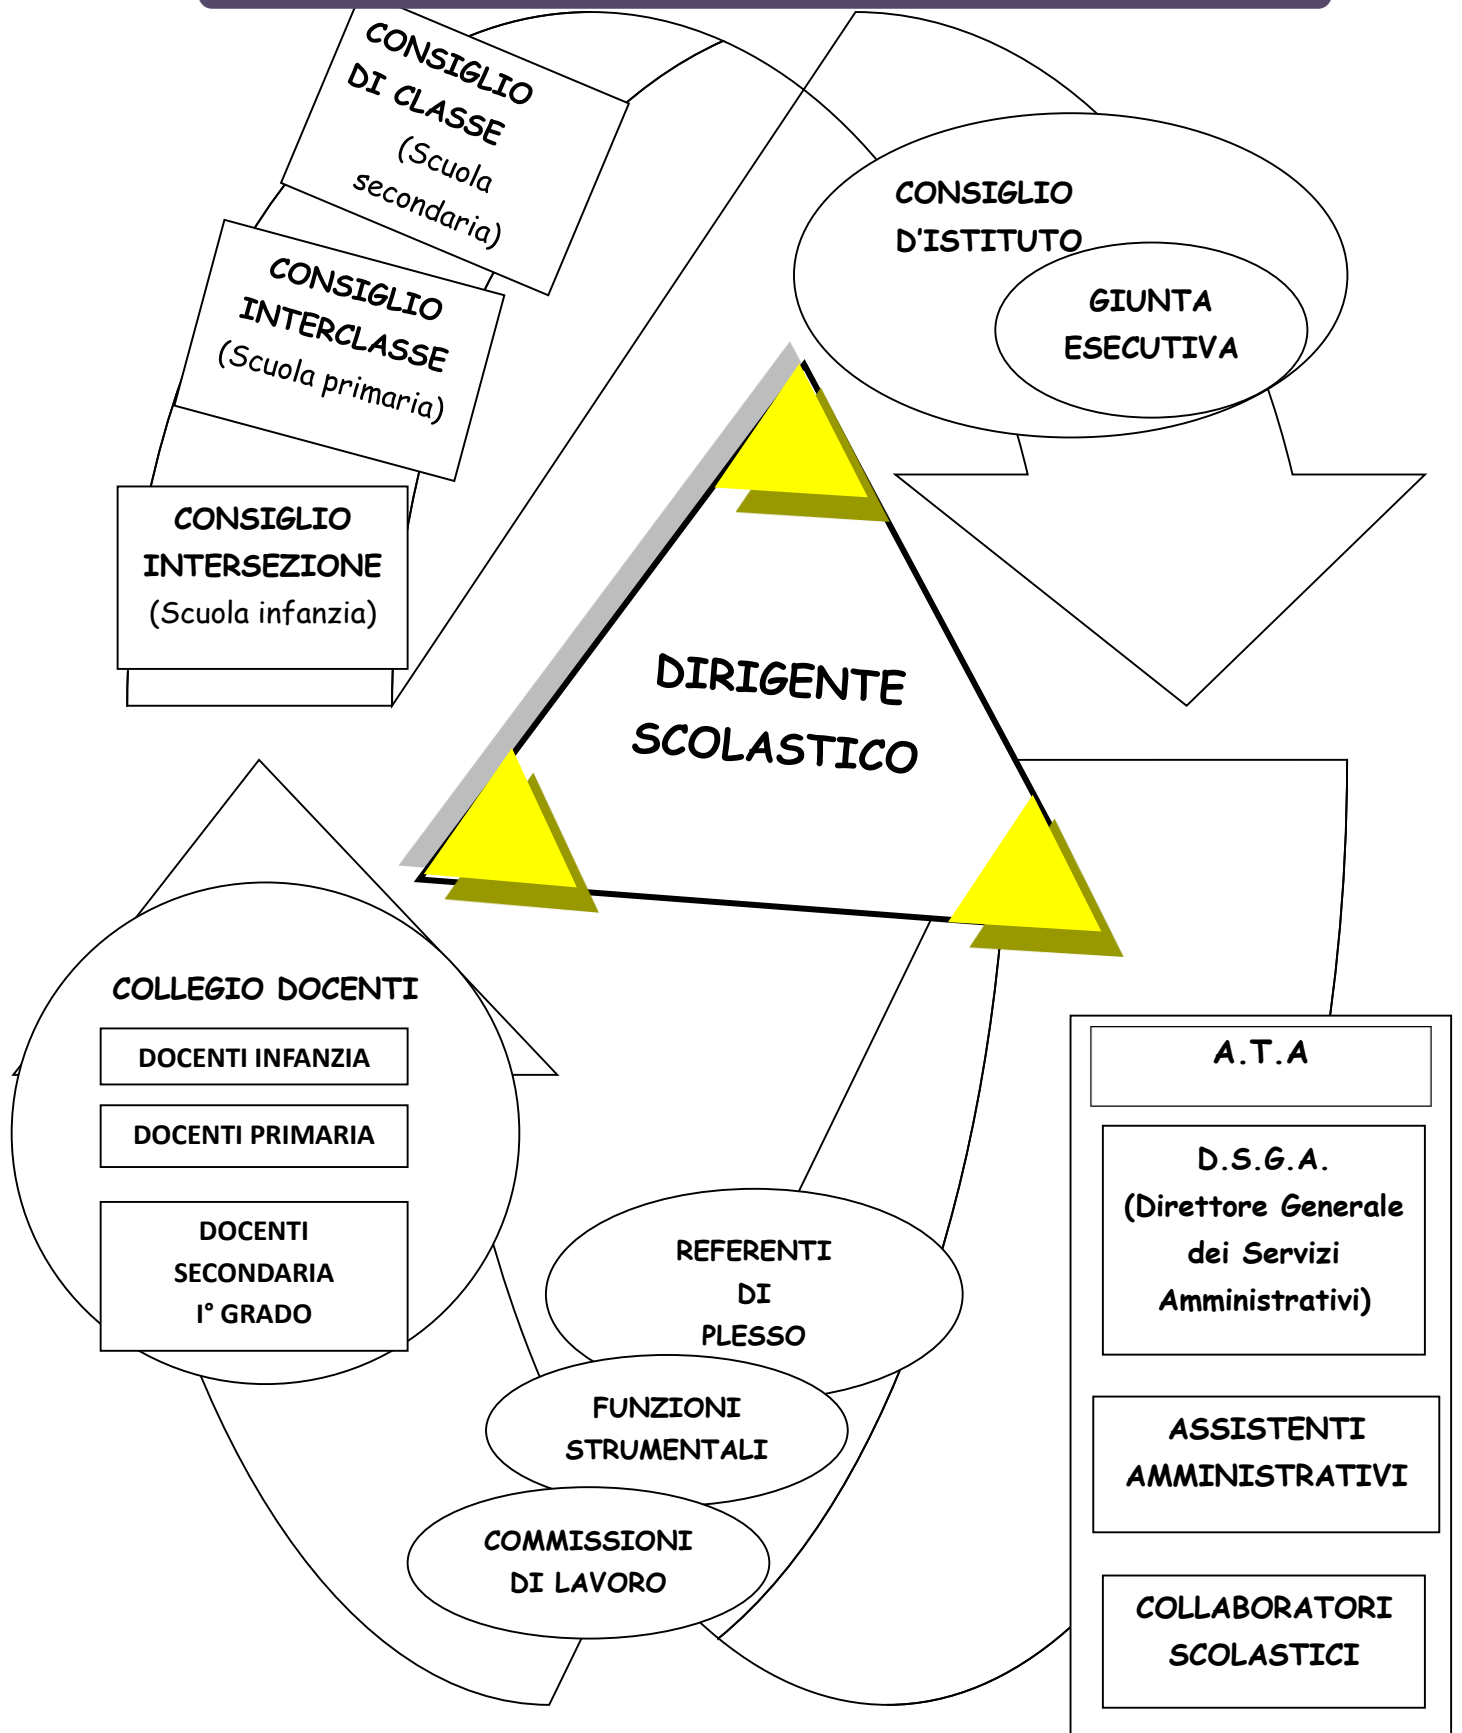 CONSIGLIO
DI CLASSE
(Scuola
secondaria)
CONSIGLIO
INTERCLASSE
(Scuola primaria)
CONSIGLIO
INTERSEZIONE
(Scuola infanzia)
CONSIGLIO
D'ISTITUTO
GIUNTA
ESECUTIVA
DIRIGENTE
SCOLASTICO
COLLEGIO DOCENTI
DOCENTI INFANZIA
DOCENTI PRIMARIA
DOCENTI
SECONDARIA
I° GRADO
REFERENTI
DI
PLESSO
FUNZIONI
STRUMENTALI
COMMISSIONI
DI LAVORO
A.T.A
D.S.G.A.
(Direttore Generale
dei Servizi
Amministrativi)
ASSISTENTI
AMMINISTRATIVI
COLLABORATORI
SCOLASTICI